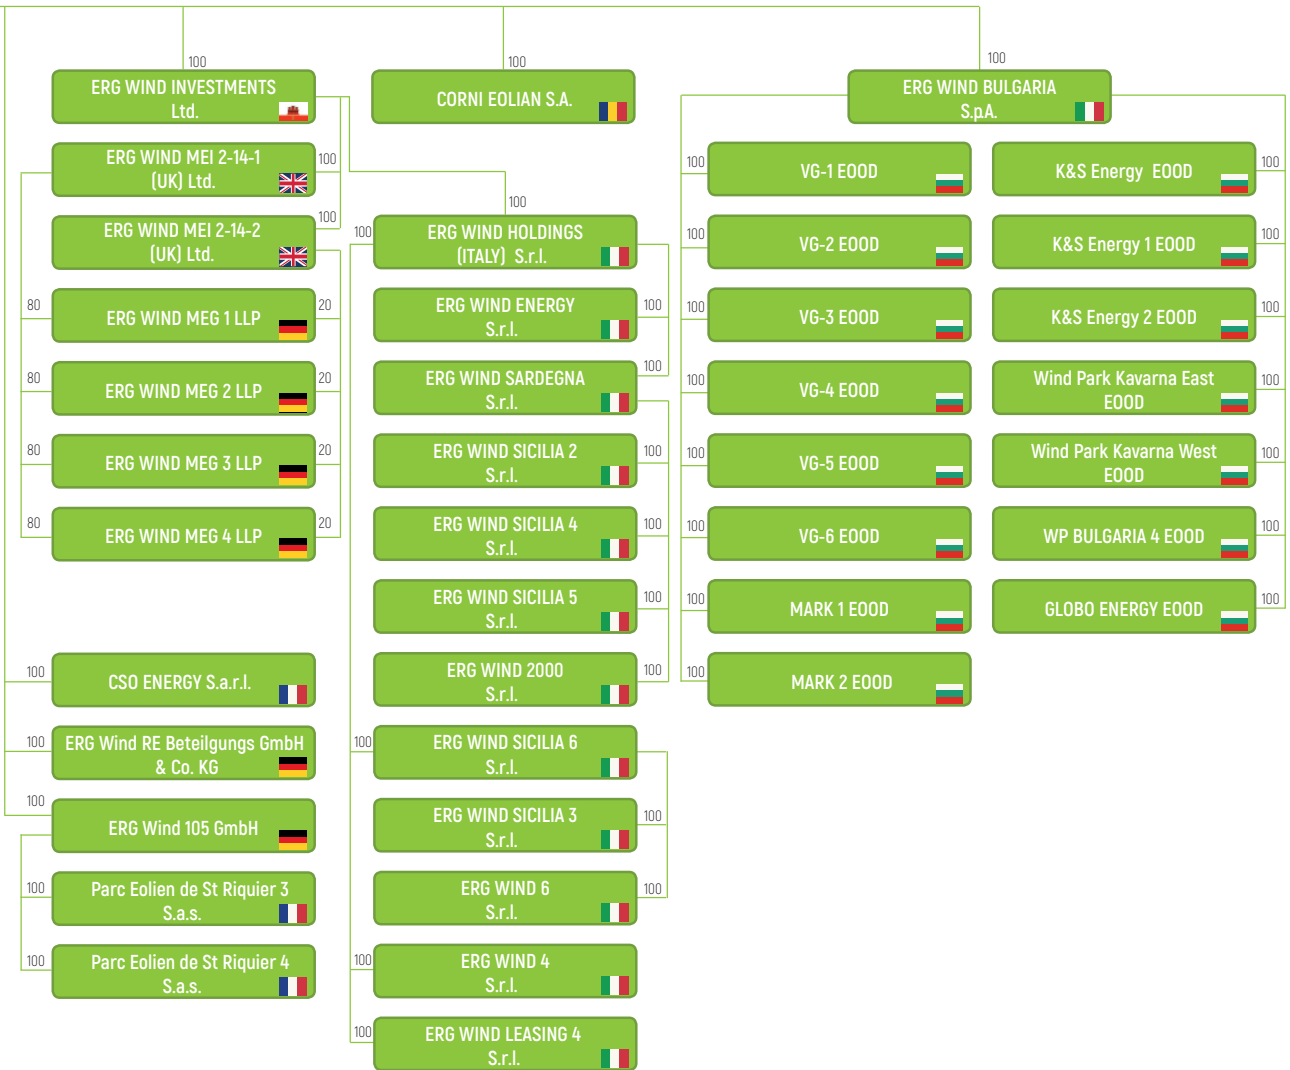 100
ERG WIND INVESTMENTS
Ltd.
100
ERG WIND MEI 2-14-1
(UK) Ltd.
100
ERG WIND MEI 2-14-2
(UK) Ltd.
80
ERG WIND MEG 1 LLP
20
80
ERG WIND MEG 2 LLP
20
80
ERG WIND MEG 3 LLP
20
80
ERG WIND MEG 4 LLP
20
100
CSO ENERGY S.a.r.l.
100
ERG Wind RE Beteilgungs GmbH
& Co. KG
100
ERG Wind 105 GmbH
100
Parc Eolien de St Riquier 3
S.a.s.
100
Parc Eolien de St Riquier 4
S.a.s.
100
CORNI EOLIAN S.A.
100
100
ERG WIND HOLDINGS
(ITALY) S.r.l.
ERG WIND ENERGY
S.r.l.
100
ERG WIND SARDEGNA
S.r.l.
100
ERG WIND SICILIA 2
S.r.l.
100
ERG WIND SICILIA 4
S.r.l.
100
ERG WIND SICILIA 5
S.r.l.
100
ERG WIND 2000
S.r.l.
100
100
ERG WIND SICILIA 6
S.r.l.
ERG WIND SICILIA 3
S.r.l.
100
ERG WIND 6
S.r.l.
100
100
ERG WIND 4
S.r.l.
100
ERG WIND LEASING 4
S.r.l.
100
ERG WIND BULGARIA
S.p.A.
100
VG-1 EOOD
100
VG-2 EOOD
100
VG-3 EOOD
100
VG-4 EOOD
100
VG-5 EOOD
100
VG-6 EOOD
100
MARK 1 EOOD
100
MARK 2 EOOD
K&S Energy EOOD
100
K&S Energy 1 EOOD
100
K&S Energy 2 EOOD
100
Wind Park Kavarna East
EOOD
100
Wind Park Kavarna West
EOOD
100
WP BULGARIA 4 EOOD
100
GLOBO ENERGY EOOD
100